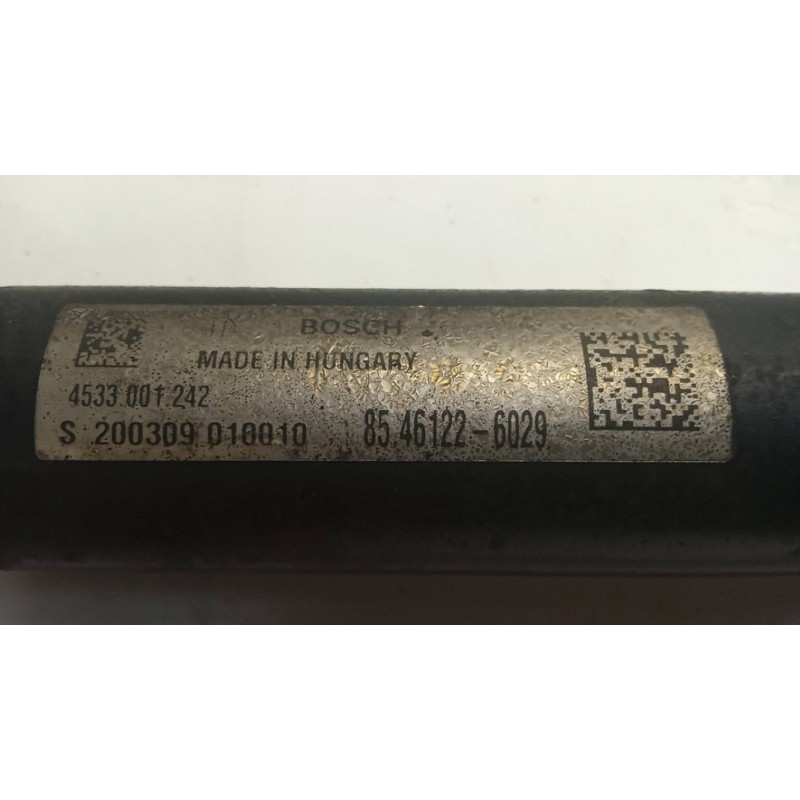 BOSCH
MADE IN HUNGARY
4533 001 242
S 200309 010010
85.46122-6029